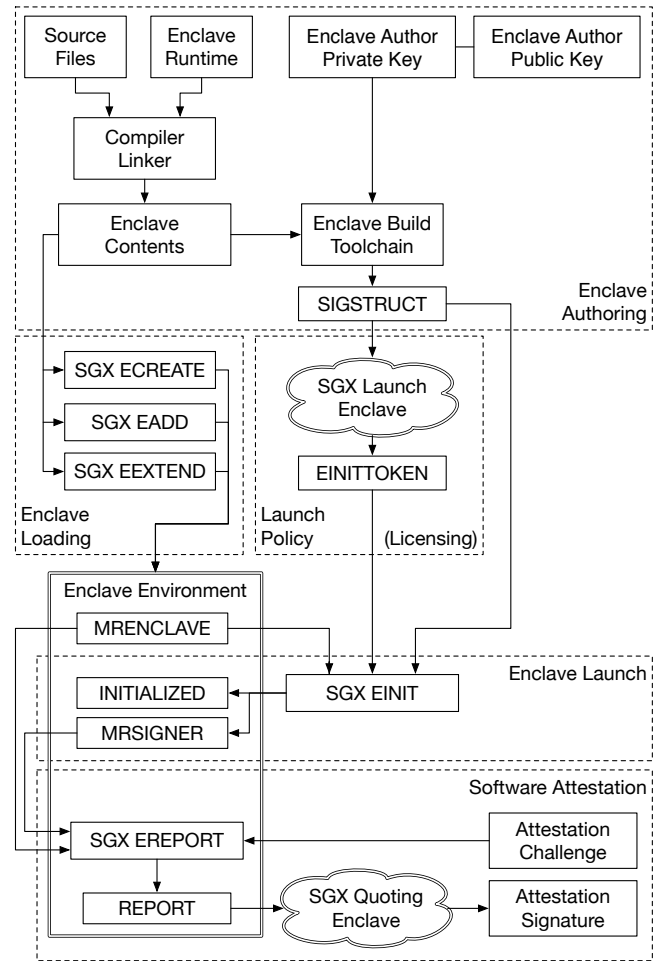 Source
Files
Enclave
Runtime
Enclave Author
Private Key
Enclave Author
Public Key
Compiler
Linker
Enclave
Contents
Enclave Build
Toolchain
SIGSTRUCT
Enclave
Authoring
SGX ECREATE
SGX EADD
SGX EEXTEND
Enclave
Loading
SGX Launch
Enclave
EINITTOKEN
Launch
Policy
(Licensing)
Enclave Environment
MRENCLAVE
Enclave Launch
INITIALIZED
SGX EINIT
MRSIGNER
Software Attestation
SGX EREPORT
Attestation
Challenge
REPORT
SGX Quoting
Enclave
Attestation
Signature